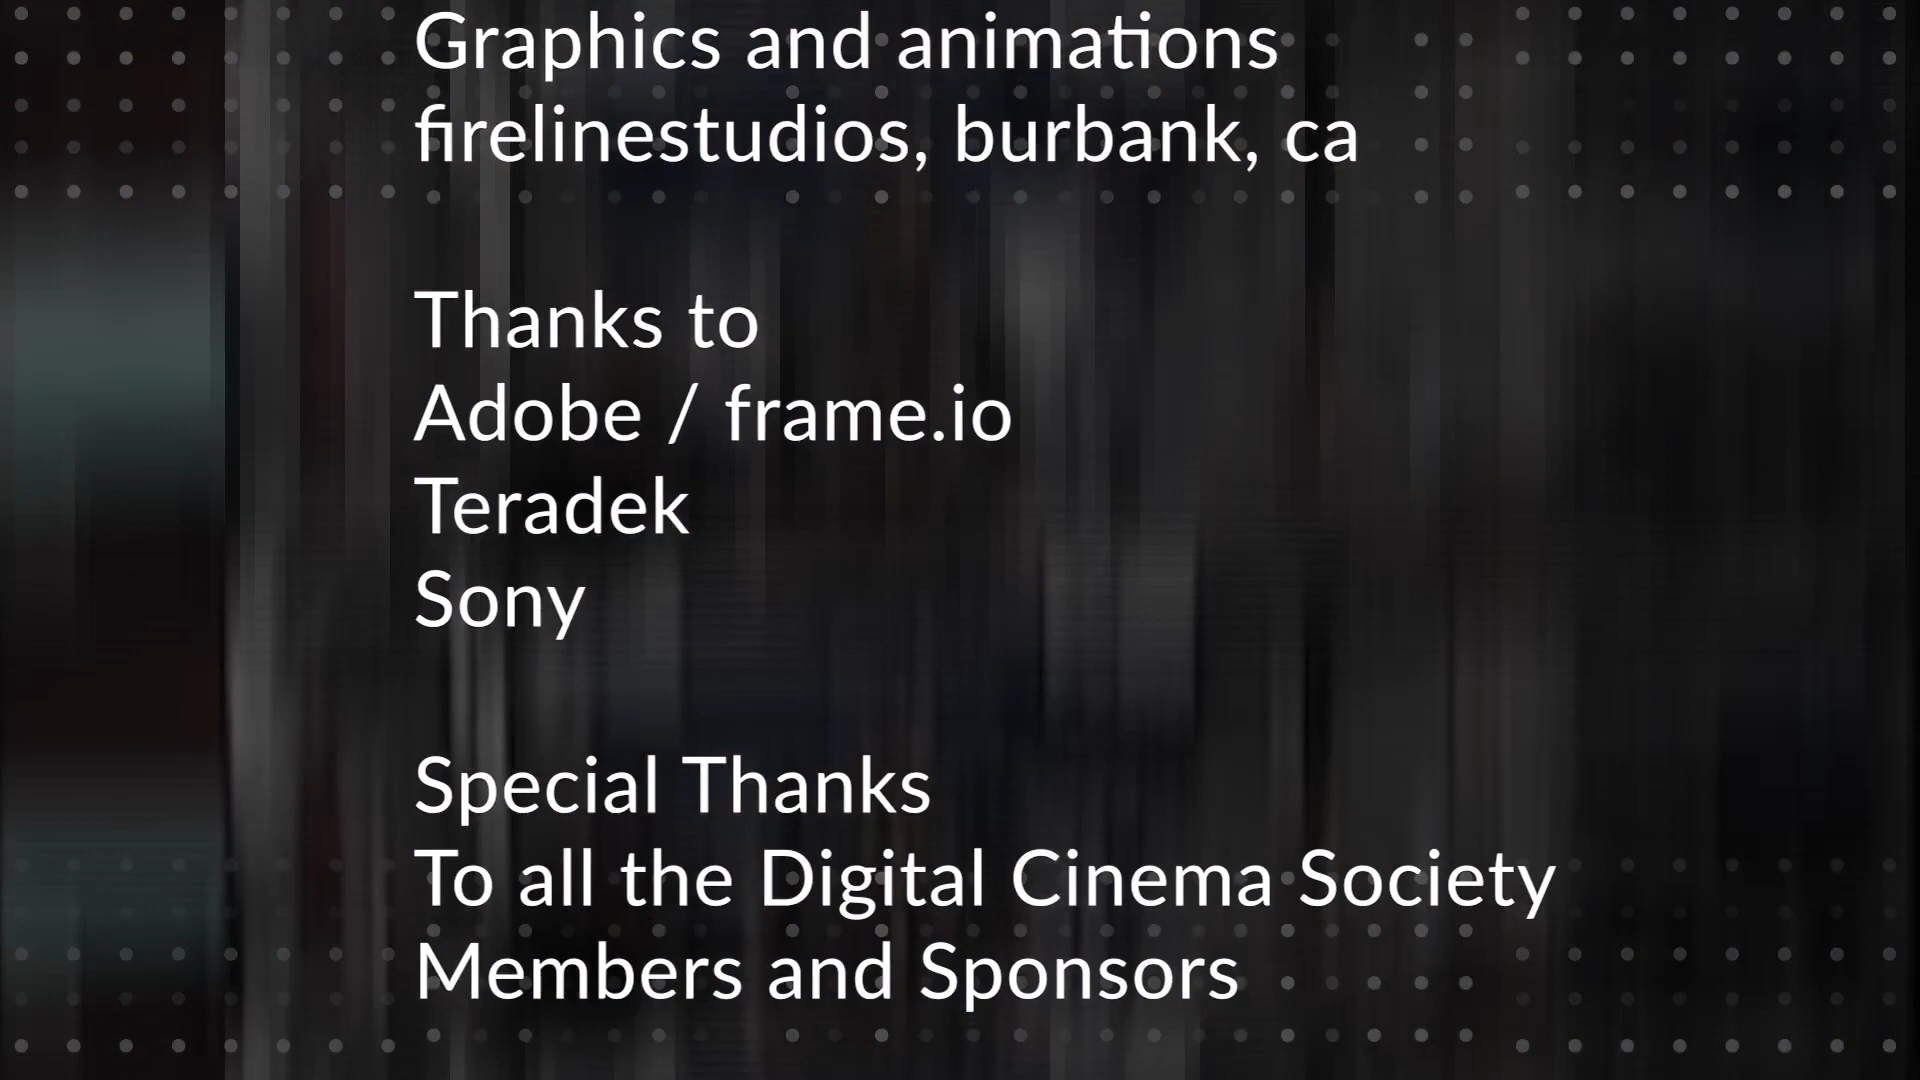 Graphics and animations
firelinestudios, burbank, ca
Thanks to
Adobe / frame.io
Teradek
Sony
Special Thanks
To all the Digital Cinema Society
Members and Sponsors